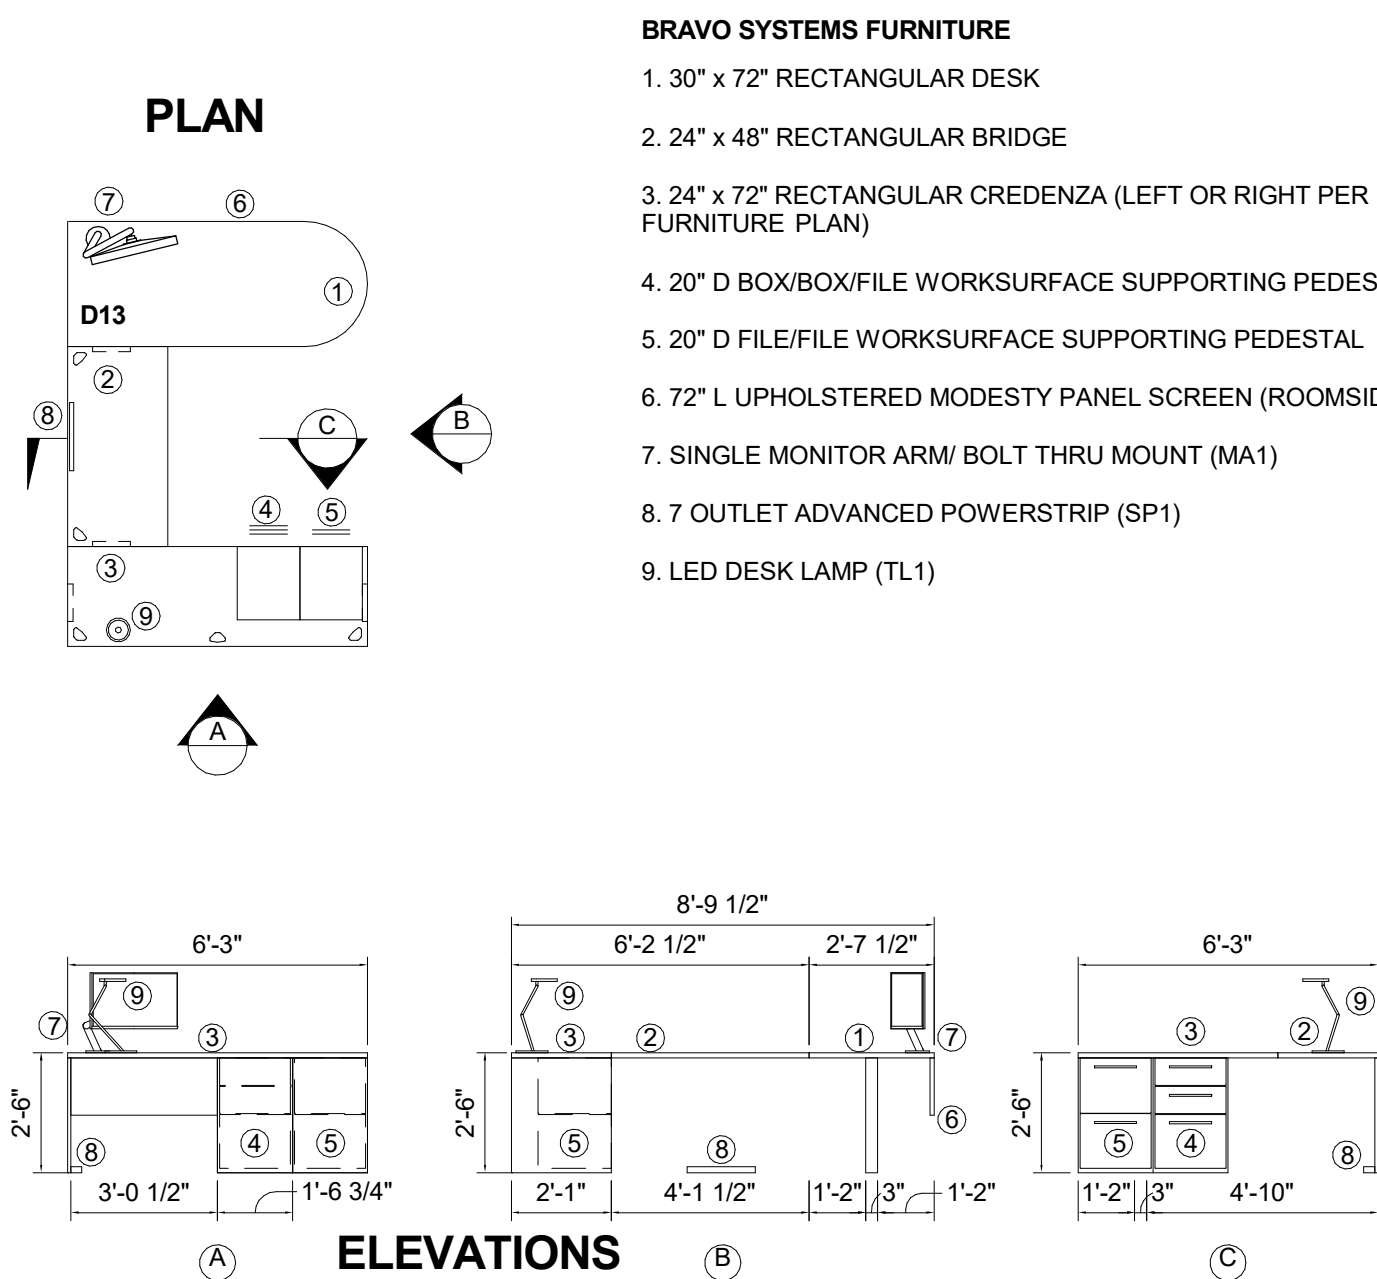 BRAVO SYSTEMS FURNITURE
1. 30" x 72" RECTANGULAR DESK
2. 24" x 48" RECTANGULAR BRIDGE
3. 24" x 72" RECTANGULAR CREDENZA (LEFT OR RIGHT PER
FURNITURE PLAN)
4. 20" D BOX/BOX/FILE WORKSURFACE SUPPORTING PEDES
5. 20" D FILE/FILE WORKSURFACE SUPPORTING PEDESTAL
6. 72" L UPHOLSTERED MODESTY PANEL SCREEN (ROOMSID
7. SINGLE MONITOR ARM/ BOLT THRU MOUNT (MA1)
8. 7 OUTLET ADVANCED POWERSTRIP (SP1)
9. LED DESK LAMP (TL1)
PLAN
7 6
1
D13
2
8 C B
4 5
3
9
A
8'-9 1/2"
6'-3" 6'-2 1/2" 2'-7 1/2" 6'-3"
9 9 9
7 3 3 2 1 7 3 2
2'-6" 2'-6" 2'-6"
6
8 4 5 5 8 5 4 8
3'-0 1/2" 1'-6 3/4" 2'-1" 4'-1 1/2" 1'-2" 3" 1'-2" 1'-2" 3" 4'-10"
A ELEVATIONS B C